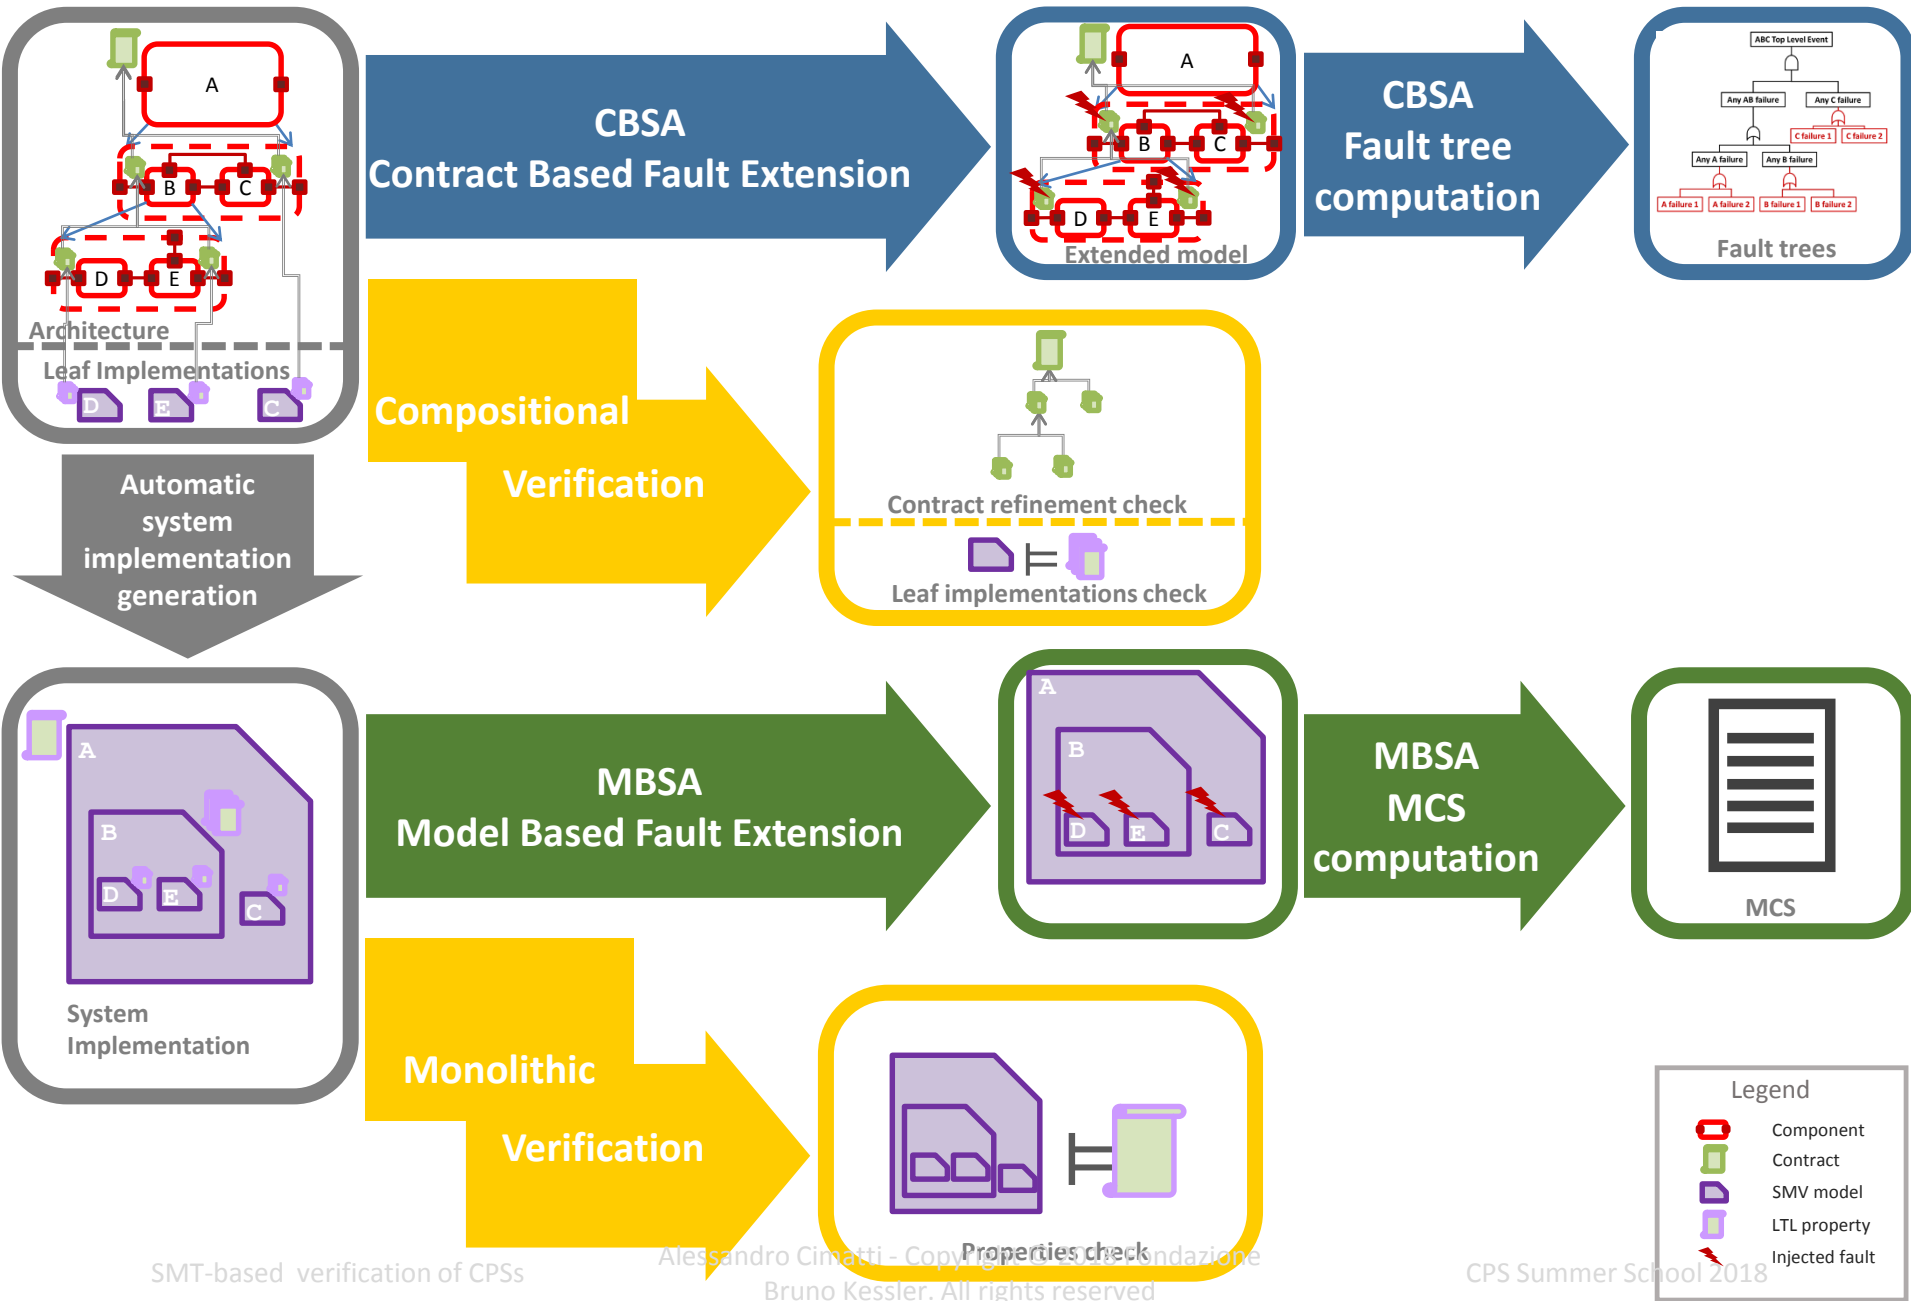 A
B
C
D
E
Architecture
Leaf Implementations
D
E
C
CBSA
Contract Based Fault Extension
A
B
C
D
E
Extended model
CBSA
Fault tree
computation
ABC Top Level Event
Any AB failure
Any C failure
C failure 1
C failure 2
Any A failure
Any B failure
A failure 1
A failure 2
B failure 1
B failure 2
Fault trees
Compositional
Verification
Contract refinement check
Leaf implementations check
Automatic
system
implementation
generation
A
B
D
E
C
System
Implementation
MBSA
Model Based Fault Extension
A
B
D
E
C
MBSA
MCS
computation
MCS
Monolithic
Verification
Properties check
Legend
Component
Contract
SMV model
LTL property
Injected fault
SMT-based verification of CPSs
Alessandro Cimatti - Copyright © 2018 Fondazione
Bruno Kessler. All rights reserved
CPS Summer School 2018